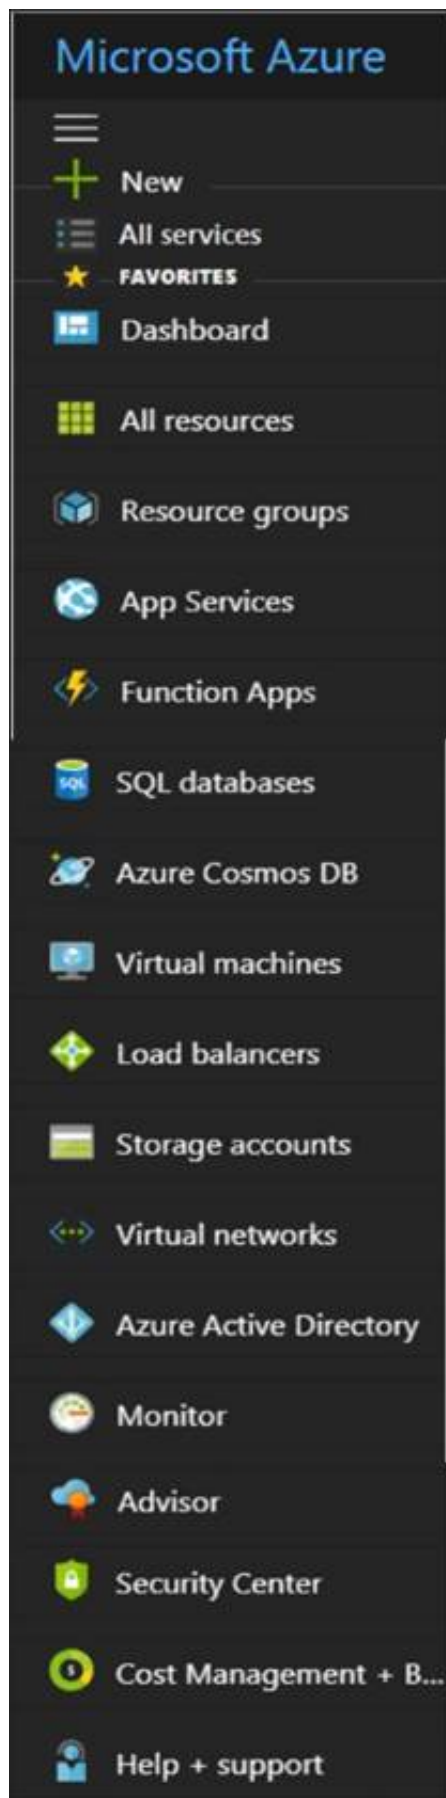 Microsoft Azure
New
All services
FAVORITES
Dashboard
All resources
Resource groups
App Services
Function Apps
SQL databases
Azure Cosmos DB
Virtual machines
Load balancers
Storage accounts
Virtual networks
Azure Active Directory
Monitor
Advisor
Security Center
Cost Management + B...
Help + support